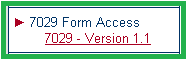 ► 7029 Form Access
7029 - Version 1.1